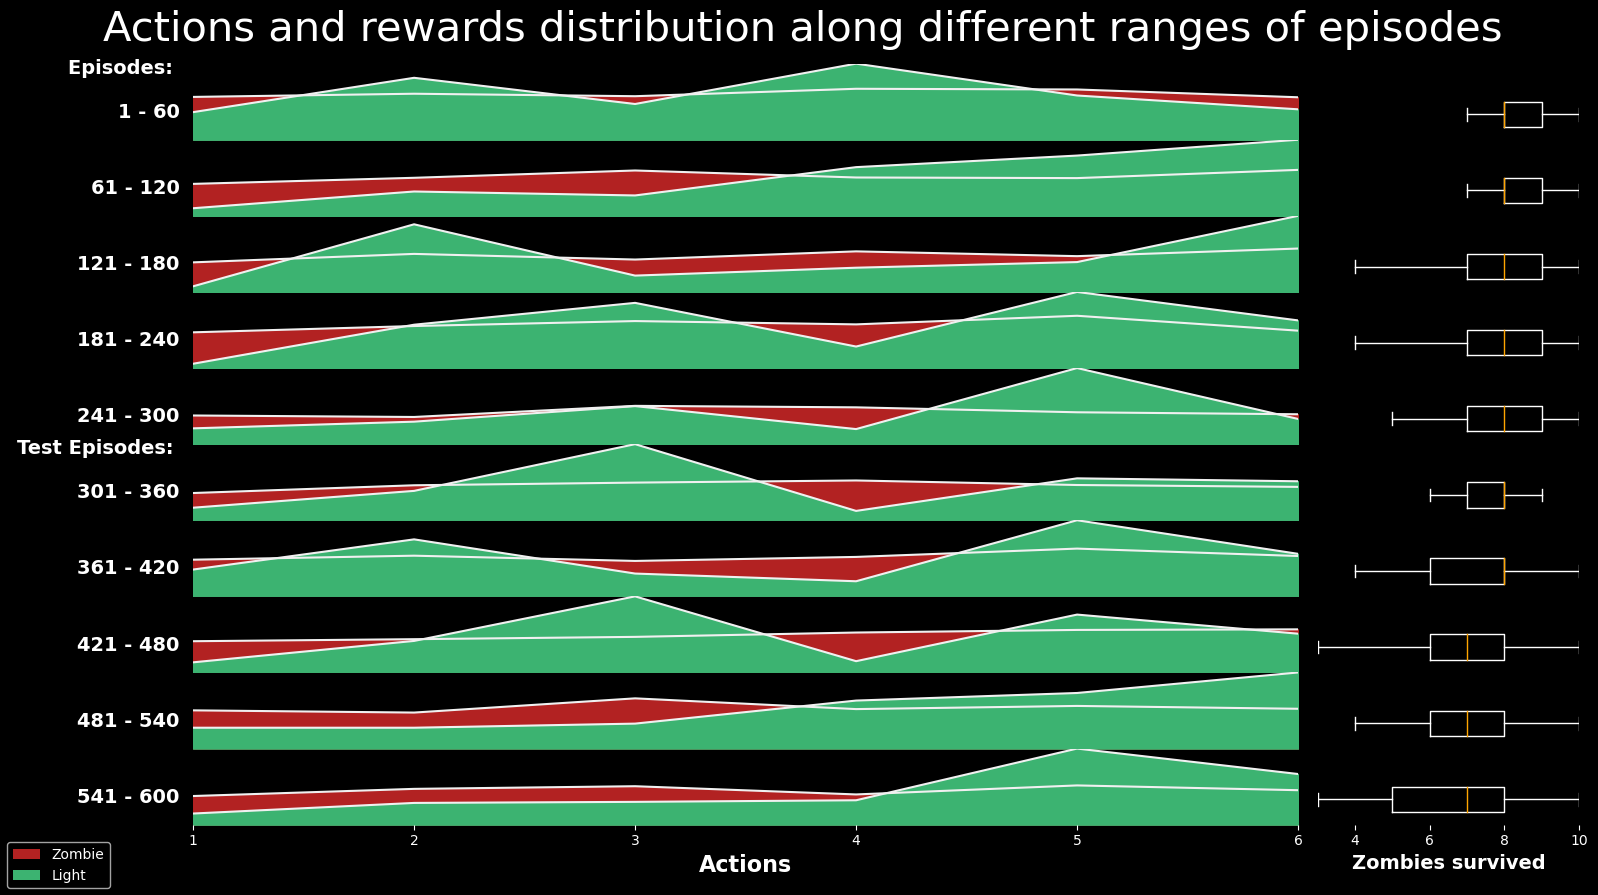 Actions and rewards distribution along different ranges of episodes
Episodes:
1 - 60
61 - 120
121 - 180
181 - 240
241 - 300
Test Episodes:
301 - 360
361 - 420
421 - 480
481 - 540
541 - 600
1 2 3 4 5 6
4 6 8 10
Actions
Zombies survived
Zombie
Light